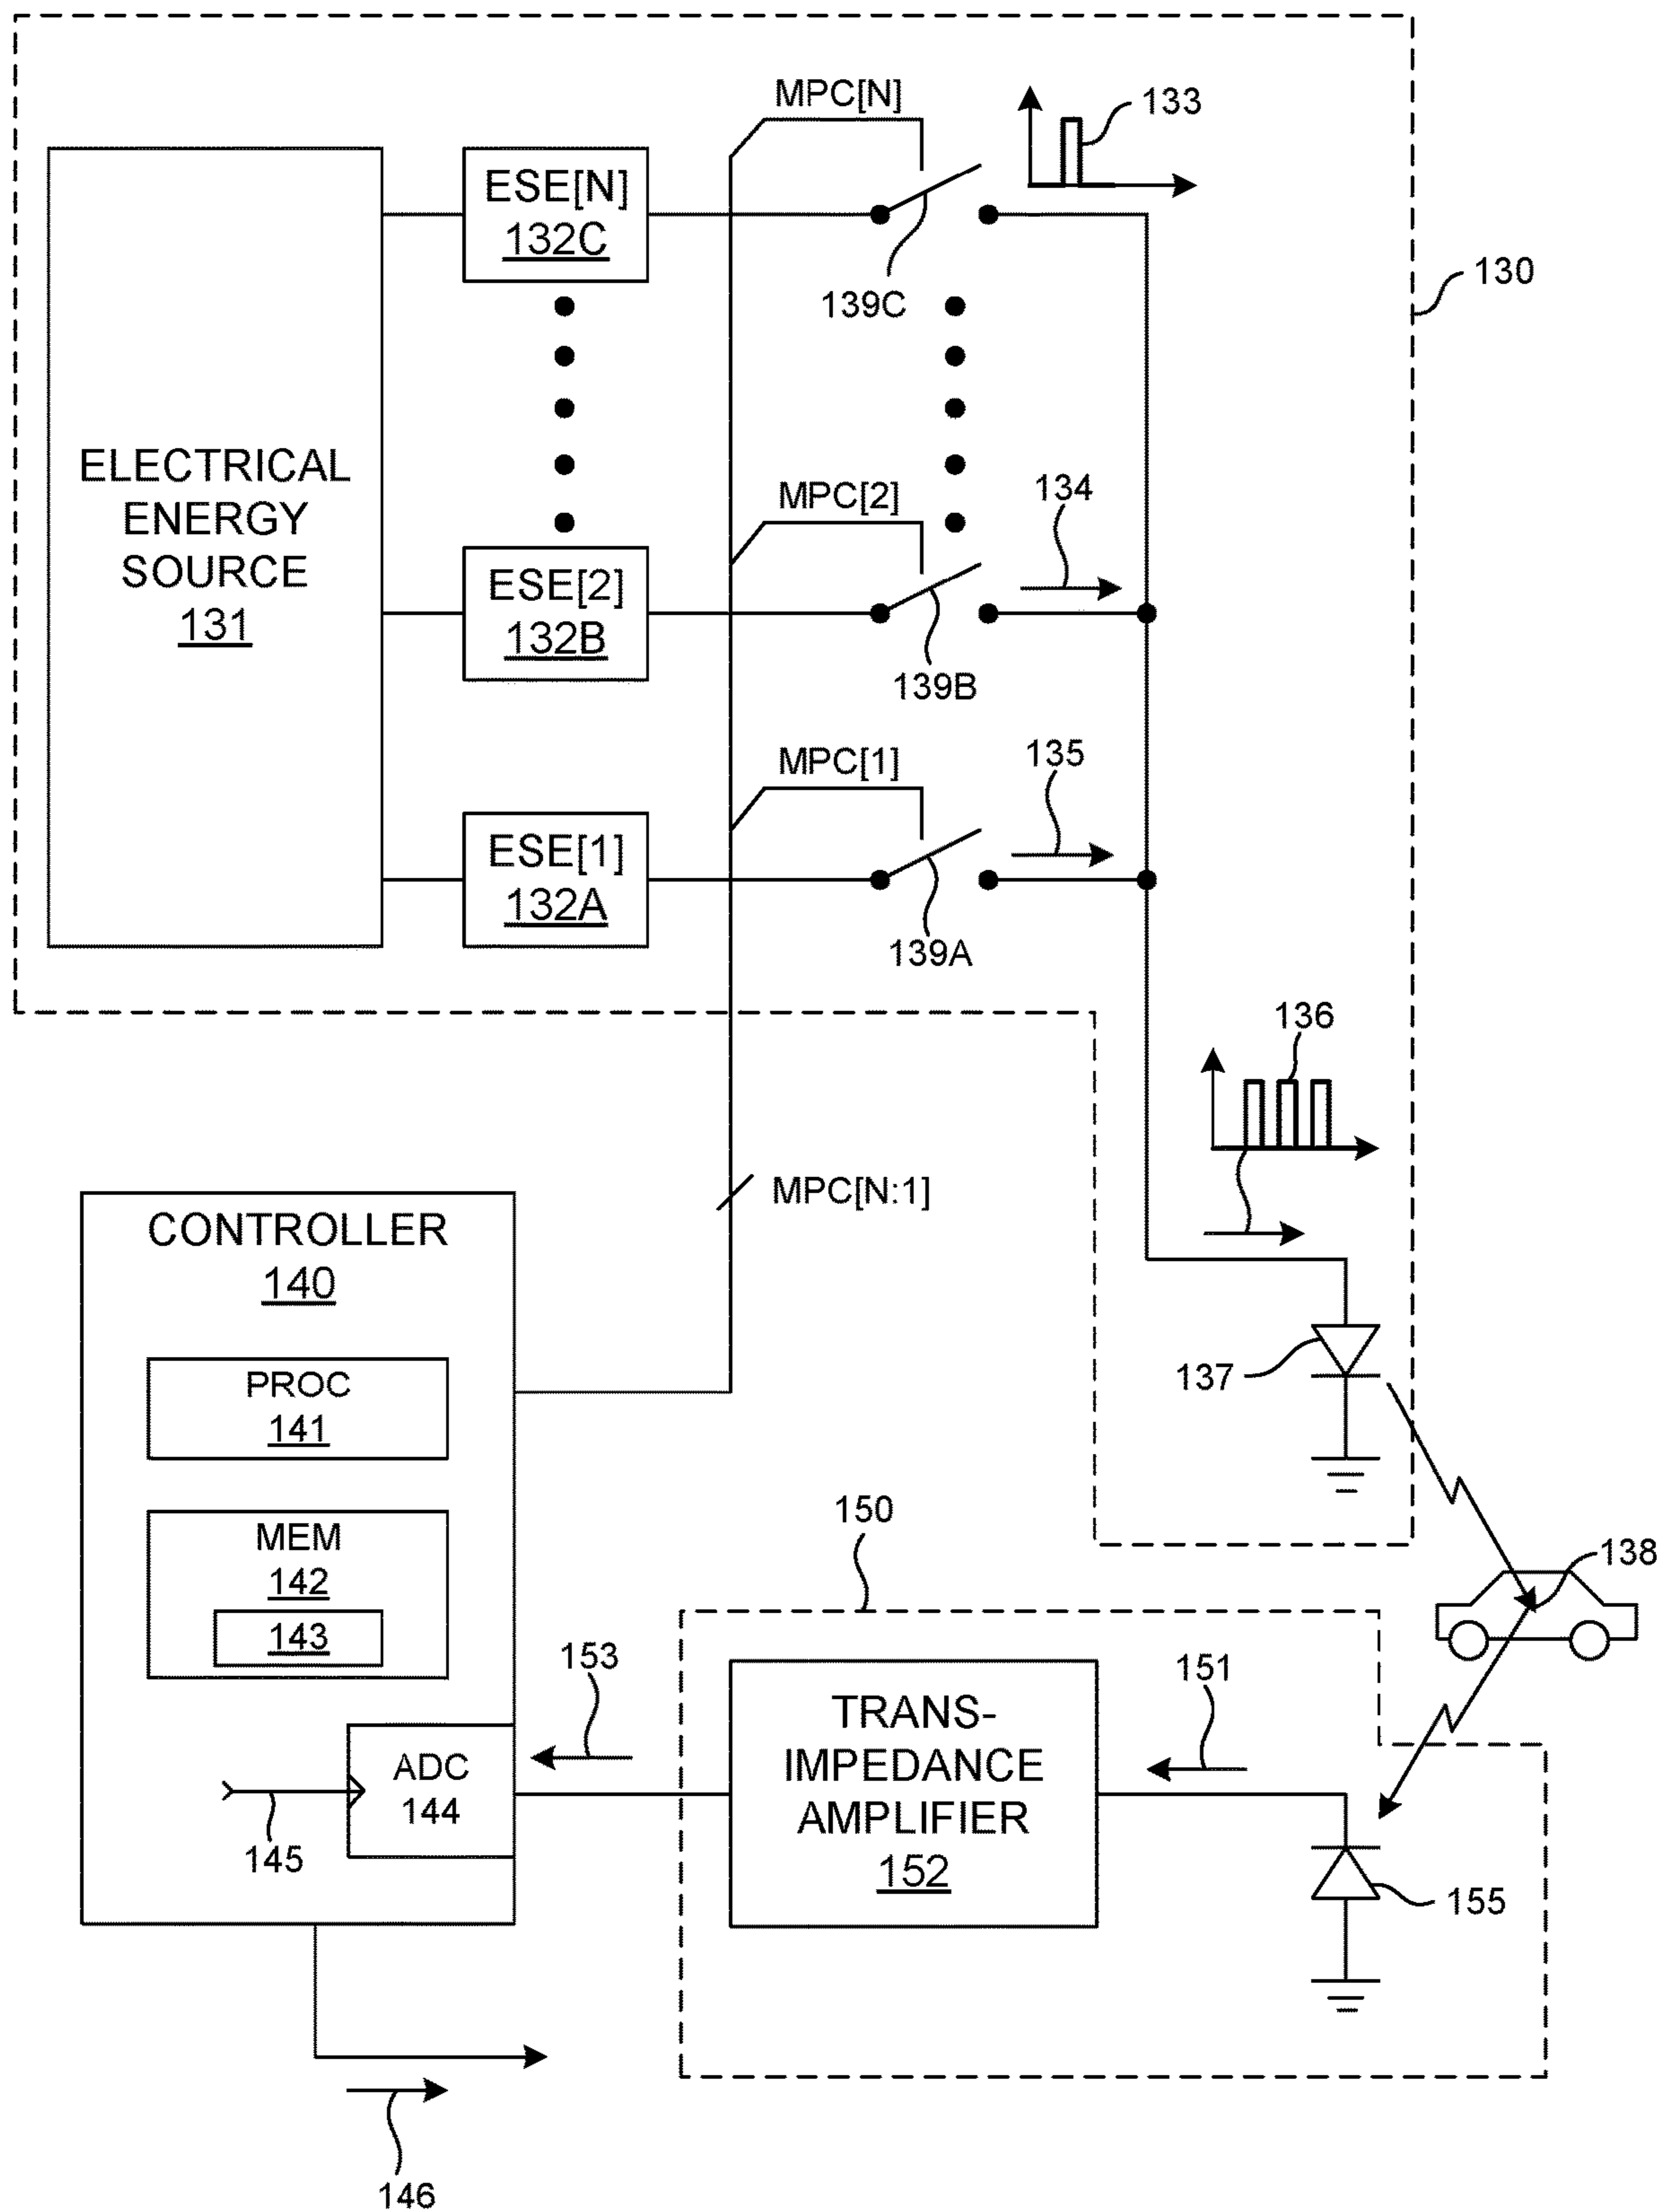 MPC[N]
133
ESE[N]
132C
139C
130
ELECTRICAL
ENERGY
SOURCE
131
MPC[2]
134
ESE[2]
132B
139B
MPC[1]
135
ESE[1]
132A
139A
136
MPC[N:1]
CONTROLLER
140
PROC
141
137
MEM
142
143
150
138
153
151
TRANS-
IMPEDANCE
AMPLIFIER
152
ADC
144
145
155
146